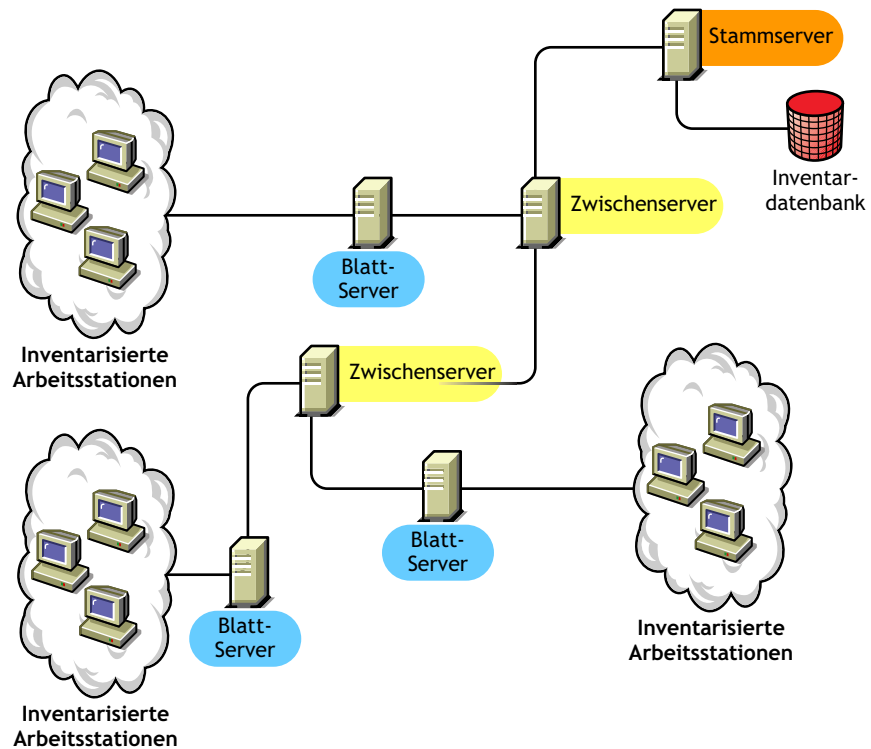 Stammserver
Inventar-
datenbank
Zwischenserver
Blatt-
Server
Inventarisierte
Arbeitsstationen
Zwischenserver
Blatt-
Server
Inventarisierte
Arbeitsstationen
Blatt-
Server
Inventarisierte
Arbeitsstationen